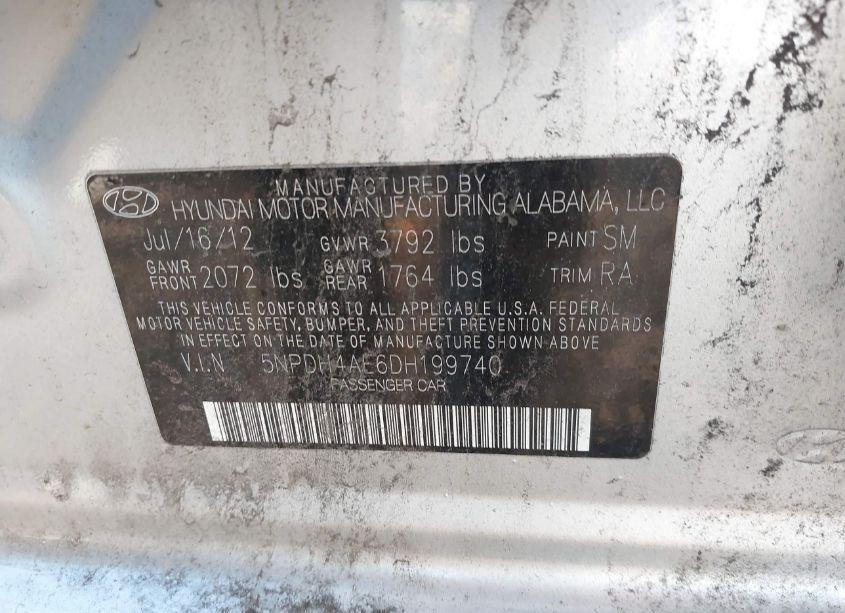 MANUFACTURED BY
HYUNDAI MOTOR MANUFACTURING ALABAMA, LLC
Jul/16/12 GVWR 3792 lbs PAINT SM
GAWR FRONT 2072 lbs GAWR REAR 1764 lbs TRIM RA
THIS VEHICLE CONFORMS TO ALL APPLICABLE U.S.A. FEDERAL
MOTOR VEHICLE SAFETY, BUMPER, AND THEFT PREVENTION STANDARDS
IN EFFECT ON THE DATE OF MANUFACTURE SHOWN ABOVE
V.I.N 5NPDH4AE6DH199740
PASSENGER CAR